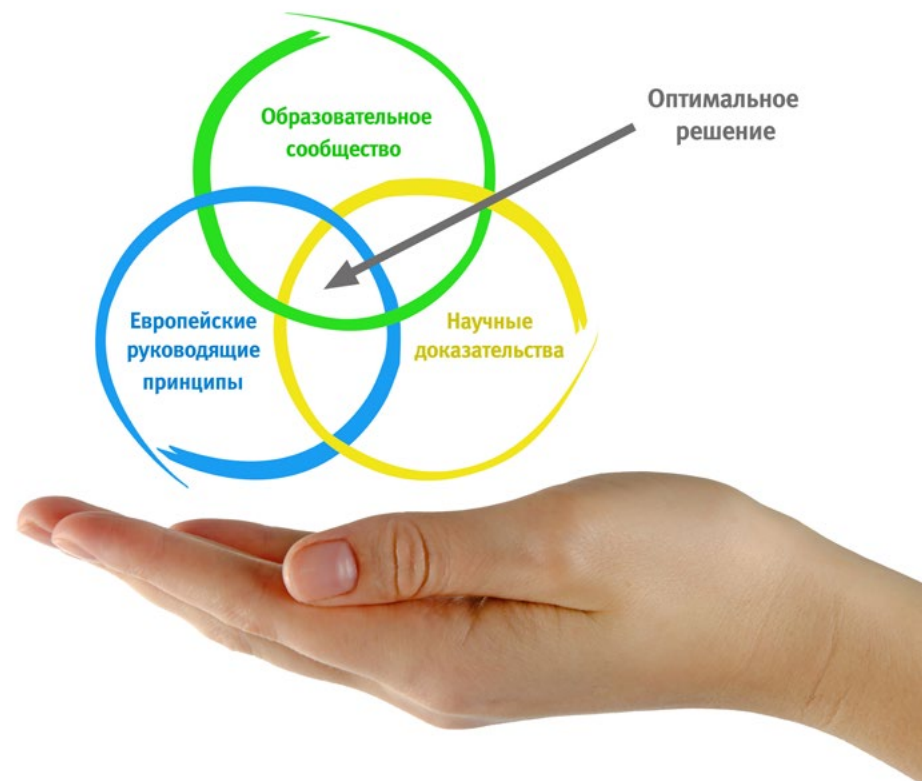 Образовательное
сообщество
Оптимальное
решение
Европейские
руководящие
принципы
Научные
доказательства